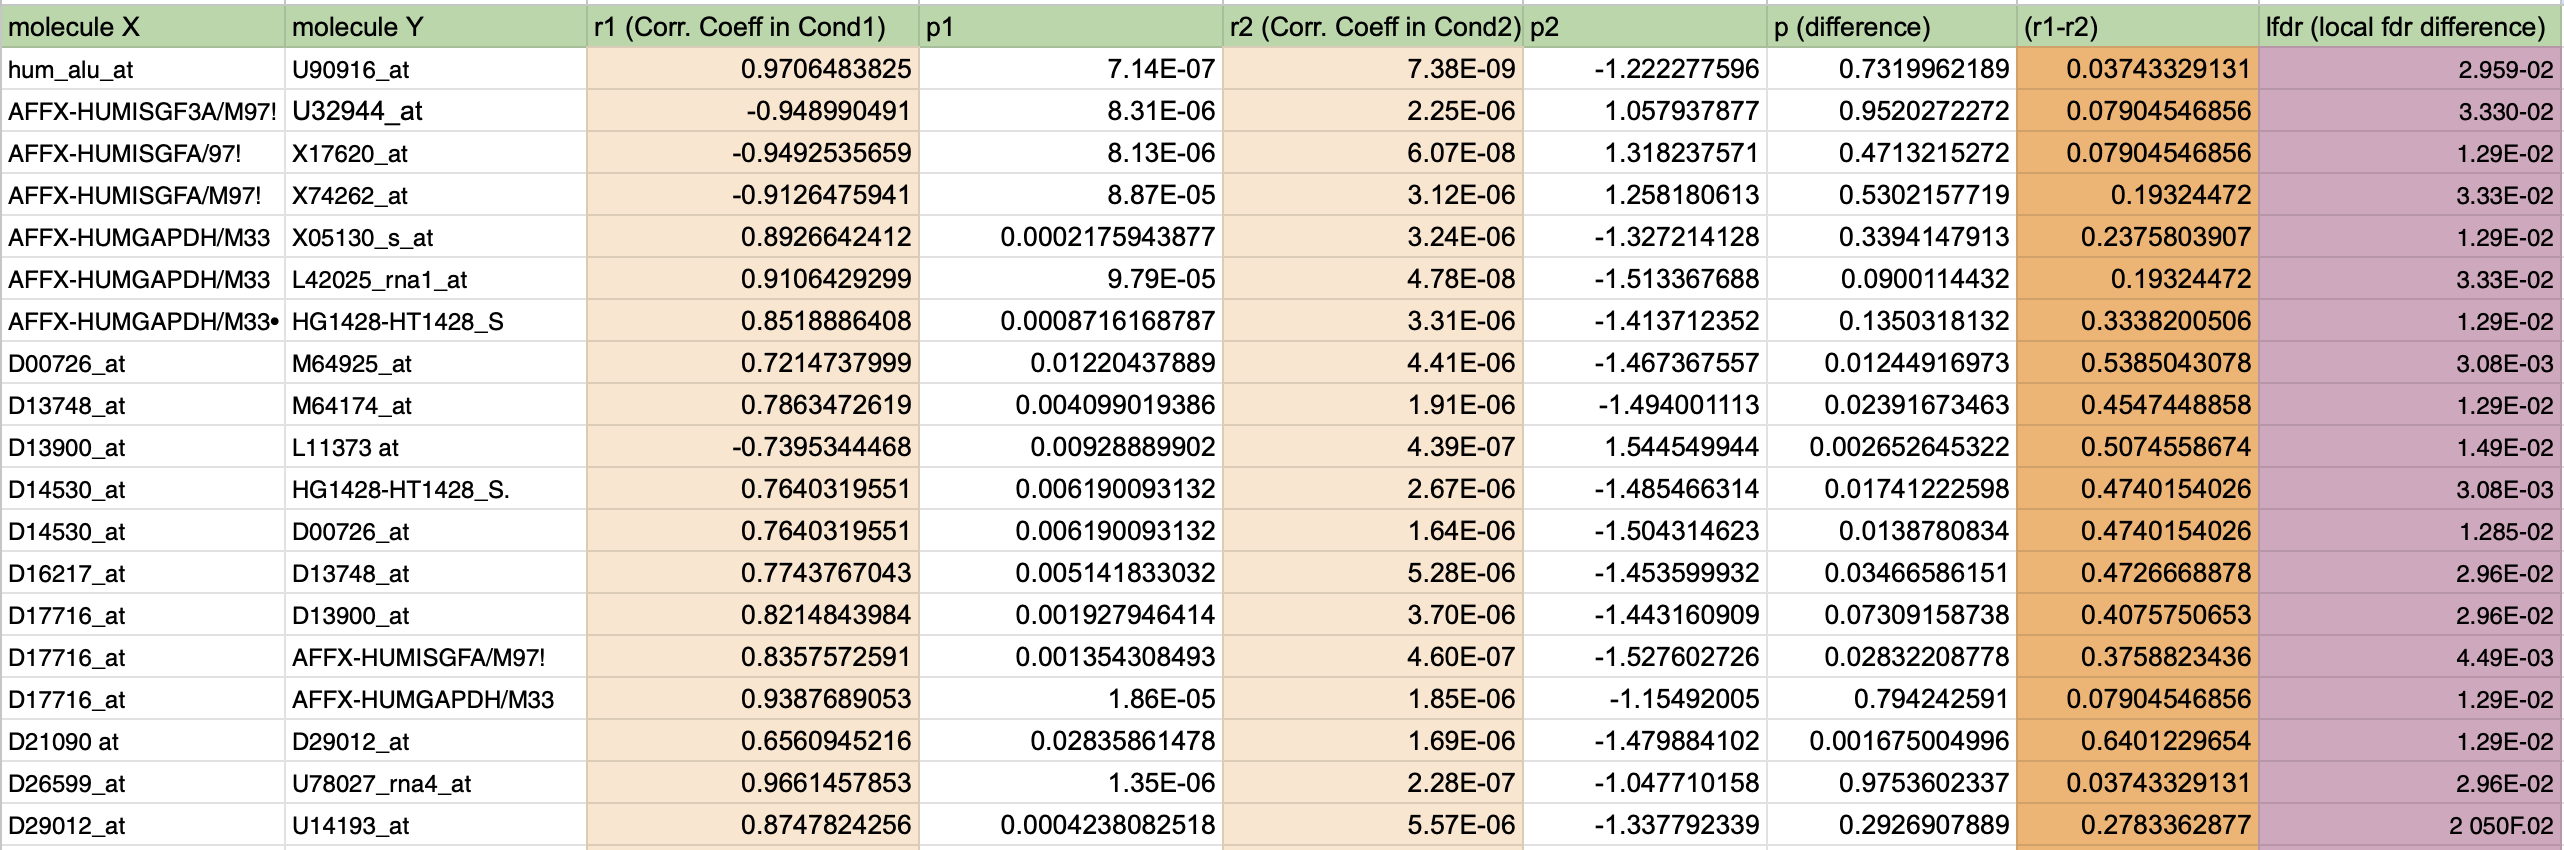 molecule X molecule Y r1 (Corr. Coeff in Cond1) p1 r2 (Corr. Coeff in Cond2) p2 p (difference) (r1-r2) lfdr (local fdr difference)
hum_alu_at U90916_at 0.9706483825 7.14E-07 7.38E-09 -1.222277596 0.7319962189 0.03743329131 2.959-02
AFFX-HUMISGF3A/M97! U32944_at -0.948990491 8.31E-06 2.25E-06 1.057937877 0.9520272272 0.07904546856 3.330-02
AFFX-HUMISGFA/97! X17620_at -0.9492535659 8.13E-06 6.07E-08 1.318237571 0.4713215272 0.07904546856 1.29E-02
AFFX-HUMISGFA/M97! X74262_at -0.9126475941 8.87E-05 3.12E-06 1.258180613 0.5302157719 0.19324472 3.33E-02
AFFX-HUMGAPDH/M33 X05130_s_at 0.8926642412 0.0002175943877 3.24E-06 -1.327214128 0.3394147913 0.2375803907 1.29E-02
AFFX-HUMGAPDH/M33 L42025_rna1_at 0.9106429299 9.79E-05 4.78E-08 -1.513367688 0.0900114432 0.19324472 3.33E-02
AFFX-HUMGAPDH/M33• HG1428-HT1428_S 0.8518886408 0.0008716168787 3.31E-06 -1.413712352 0.1350318132 0.3338200506 1.29E-02
D00726_at M64925_at 0.7214737999 0.01220437889 4.41E-06 -1.467367557 0.01244916973 0.5385043078 3.08E-03
D13748_at M64174_at 0.7863472619 0.004099019386 1.91E-06 -1.494001113 0.02391673463 0.4547448858 1.29E-02
D13900_at L11373 at -0.7395344468 0.00928889902 4.39E-07 1.544549944 0.002652645322 0.5074558674 1.49E-02
D14530_at HG1428-HT1428_S. 0.7640319551 0.006190093132 2.67E-06 -1.485466314 0.01741222598 0.4740154026 3.08E-03
D14530_at D00726_at 0.7640319551 0.006190093132 1.64E-06 -1.504314623 0.0138780834 0.4740154026 1.285-02
D16217_at D13748_at 0.7743767043 0.005141833032 5.28E-06 -1.453599932 0.03466586151 0.4726668878 2.96E-02
D17716_at D13900_at 0.8214843984 0.001927946414 3.70E-06 -1.443160909 0.07309158738 0.4075750653 2.96E-02
D17716_at AFFX-HUMISGFA/M97! 0.8357572591 0.001354308493 4.60E-07 -1.527602726 0.02832208778 0.3758823436 4.49E-03
D17716_at AFFX-HUMGAPDH/M33 0.9387689053 1.86E-05 1.85E-06 -1.15492005 0.794242591 0.07904546856 1.29E-02
D21090 at D29012_at 0.6560945216 0.02835861478 1.69E-06 -1.479884102 0.001675004996 0.6401229654 1.29E-02
D26599_at U78027_rna4_at 0.9661457853 1.35E-06 2.28E-07 -1.047710158 0.9753602337 0.03743329131 2.96E-02
D29012_at U14193_at 0.8747824256 0.0004238082518 5.57E-06 -1.337792339 0.2926907889 0.2783362877 2 050F.02